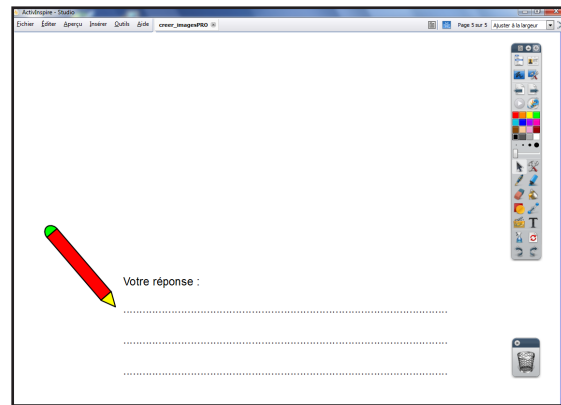 ActivInspire - Studio
Fichier Éditer Aperçu Insérer Outils Aide creer_imagesPRO Page 5 sur 5 Ajuster à la largeur
Votre réponse :